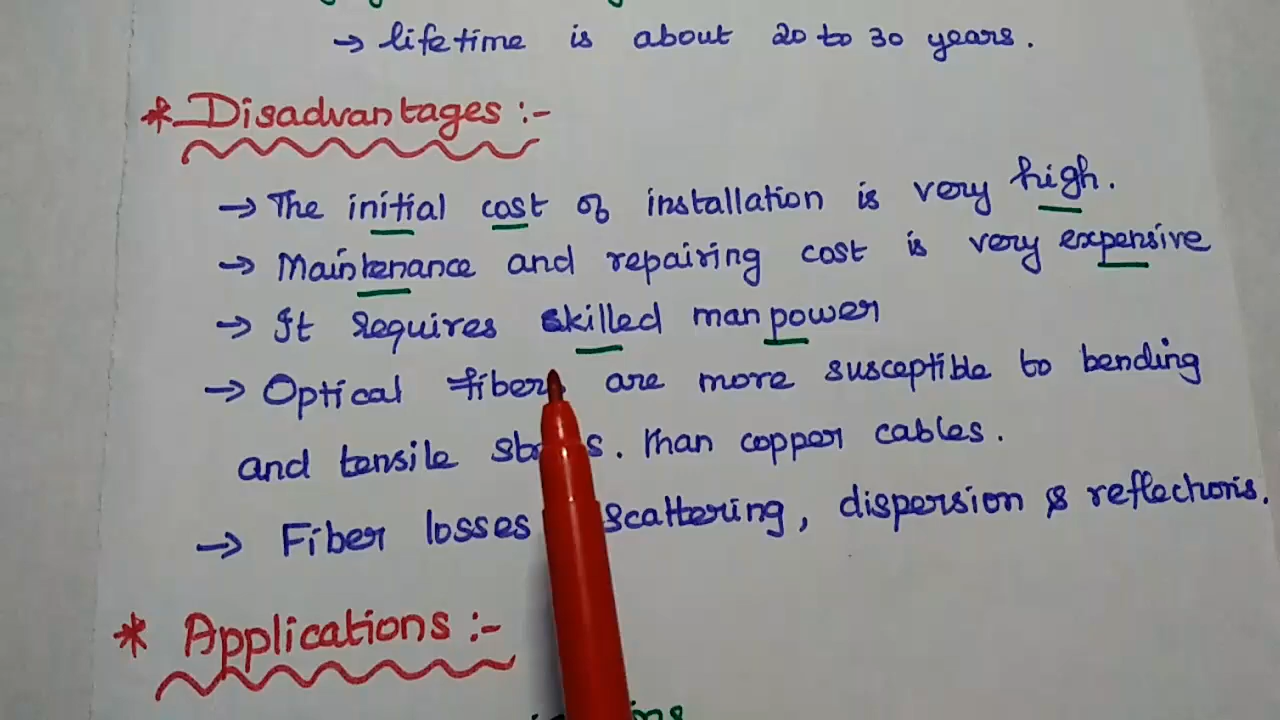 → lifetime is about 20 to 30 years.
* Disadvantages :-
→ The initial cost of installation is very high.
→ Maintenance and repairing cost is very expensive
→ It requires skilled manpower
→ Optical fibers are more susceptible to bending
and tensile than copper cables.
→ Fiber losses scattering, dispersion & reflections.
* Applications :-